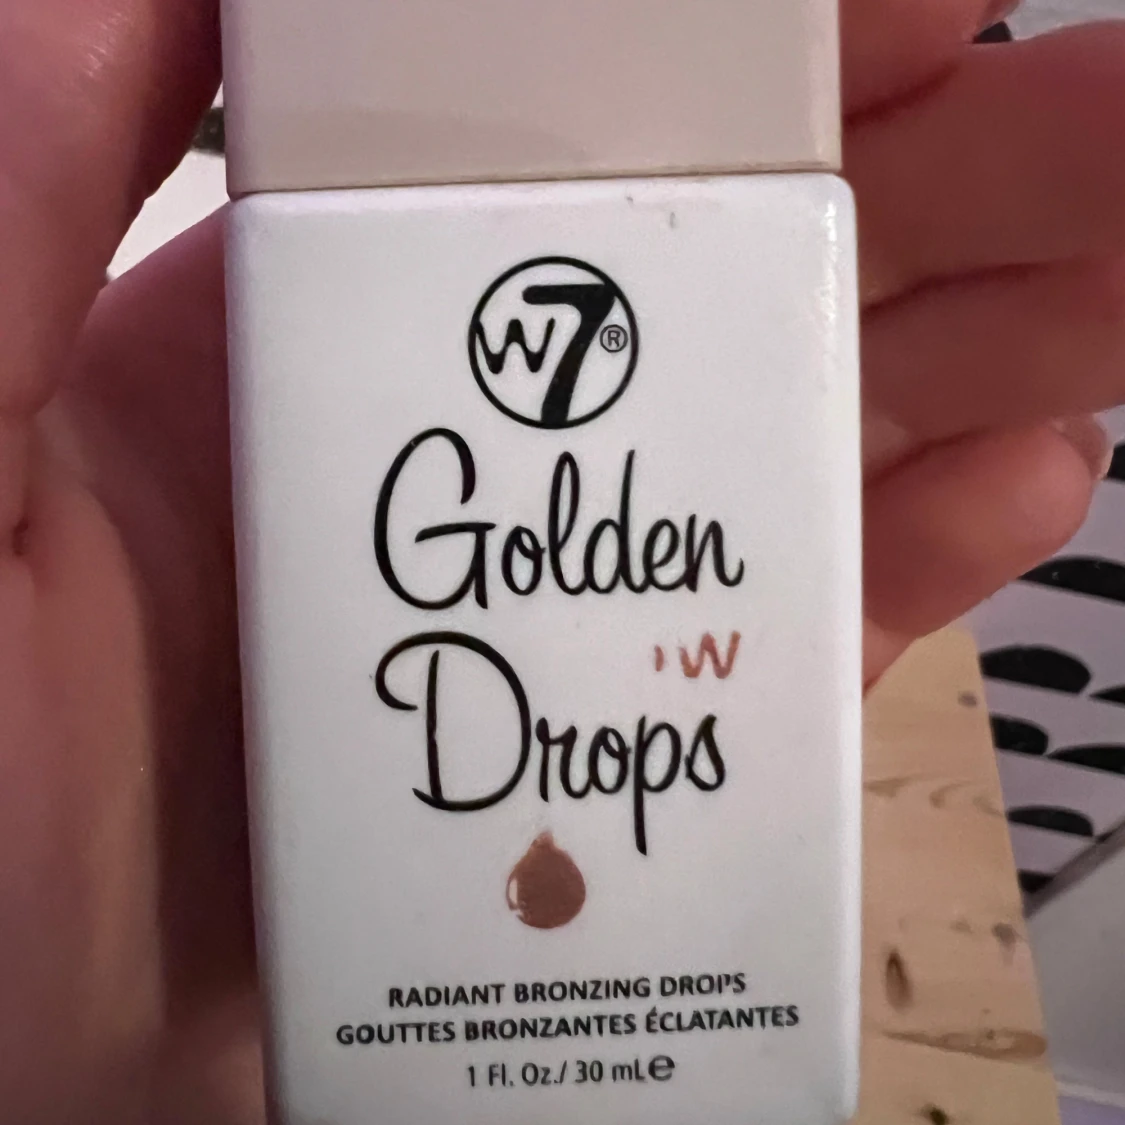 W7®
Golden
Drops
RADIANT BRONZING DROPS
GOUTTES BRONZANTES ÉCLATANTES
1 Fl. Oz./ 30 mL℮